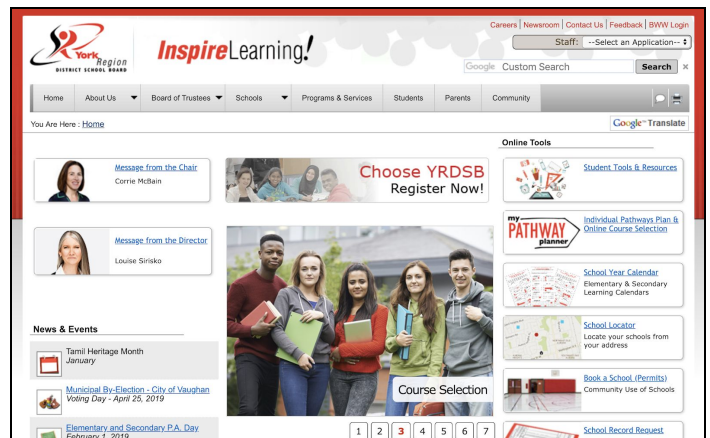 Careers | Newsroom | Contact Us | Feedback | BWW Login
York Region
DISTRICT SCHOOL BOARD
InspireLearning!
Staff: --Select an Application--
Google Custom Search Search ×
Home About Us Board of Trustees Schools Programs & Services Students Parents Community
You Are Here : Home
Google™ Translate
Message from the Chair
Corrie McBain
Message from the Director
Louise Sirisko
News & Events
Tamil Heritage Month
January
Municipal By-Election - City of Vaughan
Voting Day - April 25, 2019
Elementary and Secondary P.A. Day
February 1, 2019
Choose YRDSB
Register Now!
Course Selection
1 2 3 4 5 6 7
Online Tools
Student Tools & Resources
my
PATHWAY
planner
Individual Pathways Plan &
Online Course Selection
School Year Calendar
Elementary & Secondary
Learning Calendars
School Locator
Locate your schools from
your address
Book a School (Permits)
Community Use of Schools
School Record Request